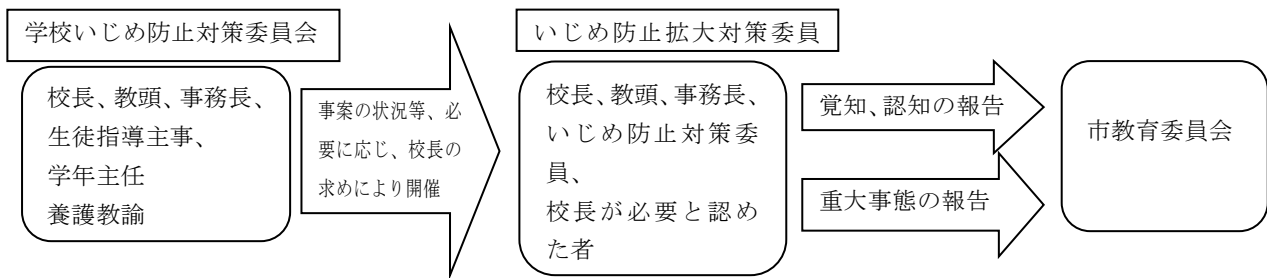 学校いじめ防止対策委員会
校長、教頭、事務長、
生徒指導主事、
学年主任
養護教諭
事案の状況等、必
要に応じ、校長の
求めにより開催
いじめ防止拡大対策委員
校長、教頭、事務長、
いじめ防止対策委
員、
校長が必要と認め
た者
覚知、認知の報告
重大事態の報告
市教育委員会